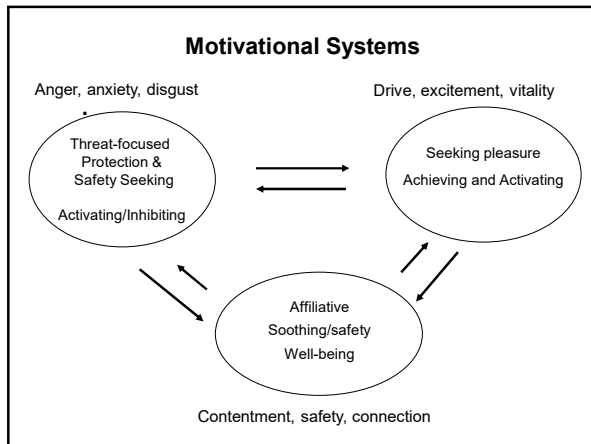 Motivational Systems
Anger, anxiety, disgust
Drive, excitement, vitality
Threat-focused
Protection &
Safety Seeking
Activating/Inhibiting
Seeking pleasure
Achieving and Activating
Affiliative
Soothing/safety
Well-being
Contentment, safety, connection